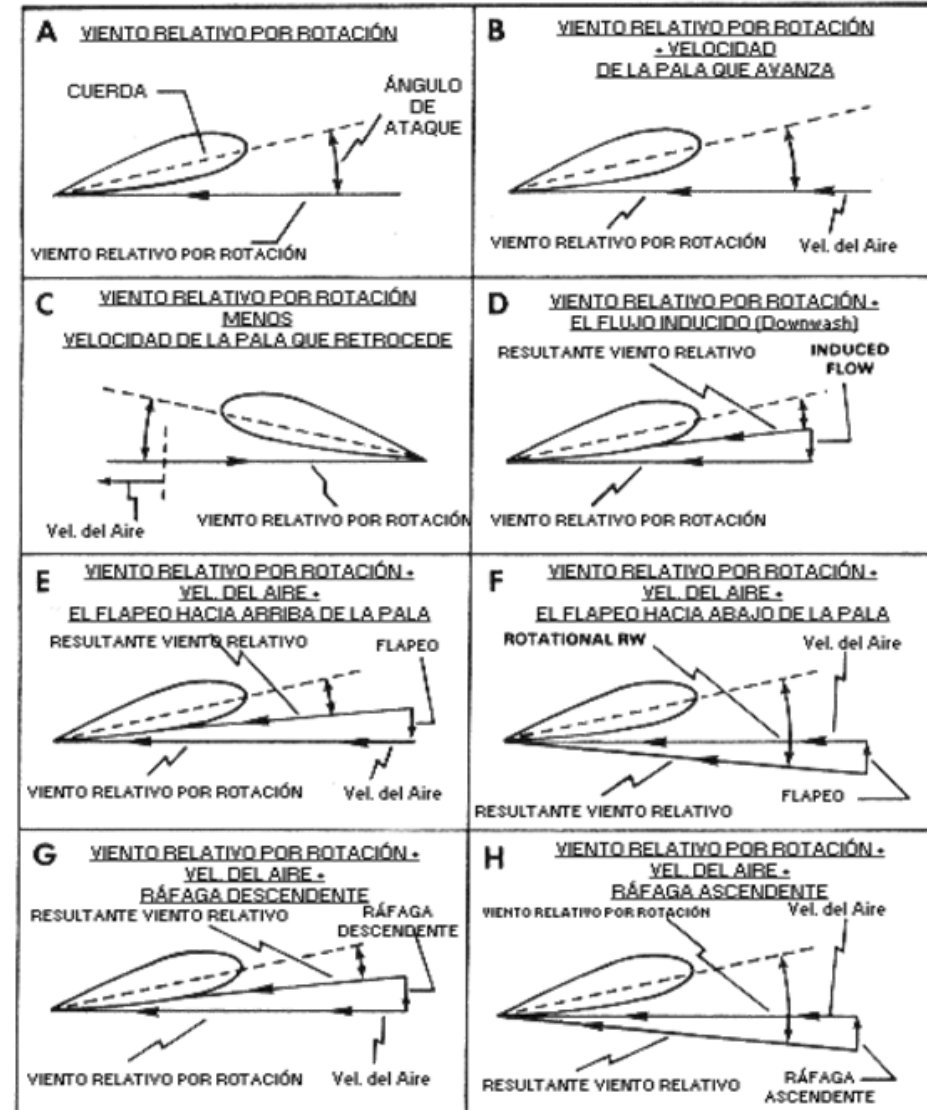 A VIENTO RELATIVO POR ROTACIÓN
CUERDA
ÁNGULO
DE
ATAQUE
VIENTO RELATIVO POR ROTACIÓN
B VIENTO RELATIVO POR ROTACIÓN
+ VELOCIDAD
DE LA PALA QUE AVANZA
VIENTO RELATIVO POR ROTACIÓN
Vel. del Aire
C VIENTO RELATIVO POR ROTACIÓN
MENOS
VELOCIDAD DE LA PALA QUE RETROCEDE
Vel. del Aire
VIENTO RELATIVO POR ROTACIÓN
D VIENTO RELATIVO POR ROTACIÓN +
EL FLUJO INDUCIDO (Downwash)
RESULTANTE VIENTO RELATIVO
INDUCED
FLOW
VIENTO RELATIVO POR ROTACIÓN
E VIENTO RELATIVO POR ROTACIÓN +
VEL. DEL AIRE +
EL FLAPEO HACIA ARRIBA DE LA PALA
RESULTANTE VIENTO RELATIVO
FLAPEO
VIENTO RELATIVO POR ROTACIÓN
Vel. del Aire
F VIENTO RELATIVO POR ROTACIÓN +
VEL. DEL AIRE +
EL FLAPEO HACIA ABAJO DE LA PALA
ROTATIONAL RW
Vel. del Aire
RESULTANTE VIENTO RELATIVO
FLAPEO
G VIENTO RELATIVO POR ROTACIÓN +
VEL. DEL AIRE +
RÁFAGA DESCENDENTE
RESULTANTE VIENTO RELATIVO
RÁFAGA
DESCENDENTE
VIENTO RELATIVO POR ROTACIÓN
Vel. del Aire
H VIENTO RELATIVO POR ROTACIÓN +
VEL. DEL AIRE +
RÁFAGA ASCENDENTE
VIENTO RELATIVO POR ROTACIÓN
Vel. del Aire
RESULTANTE VIENTO RELATIVO
RÁFAGA
ASCENDENTE